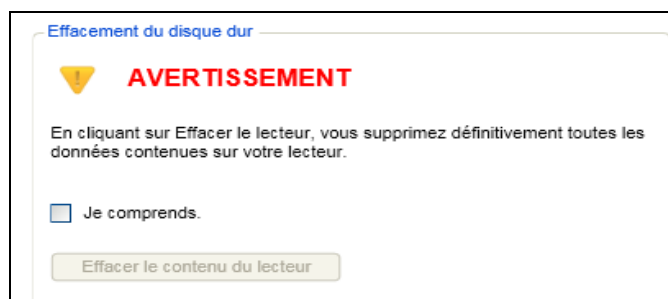 Effacement du disque dur
AVERTISSEMENT
En cliquant sur Effacer le lecteur, vous supprimez définitivement toutes les
données contenues sur votre lecteur.
Je comprends.
Effacer le contenu du lecteur